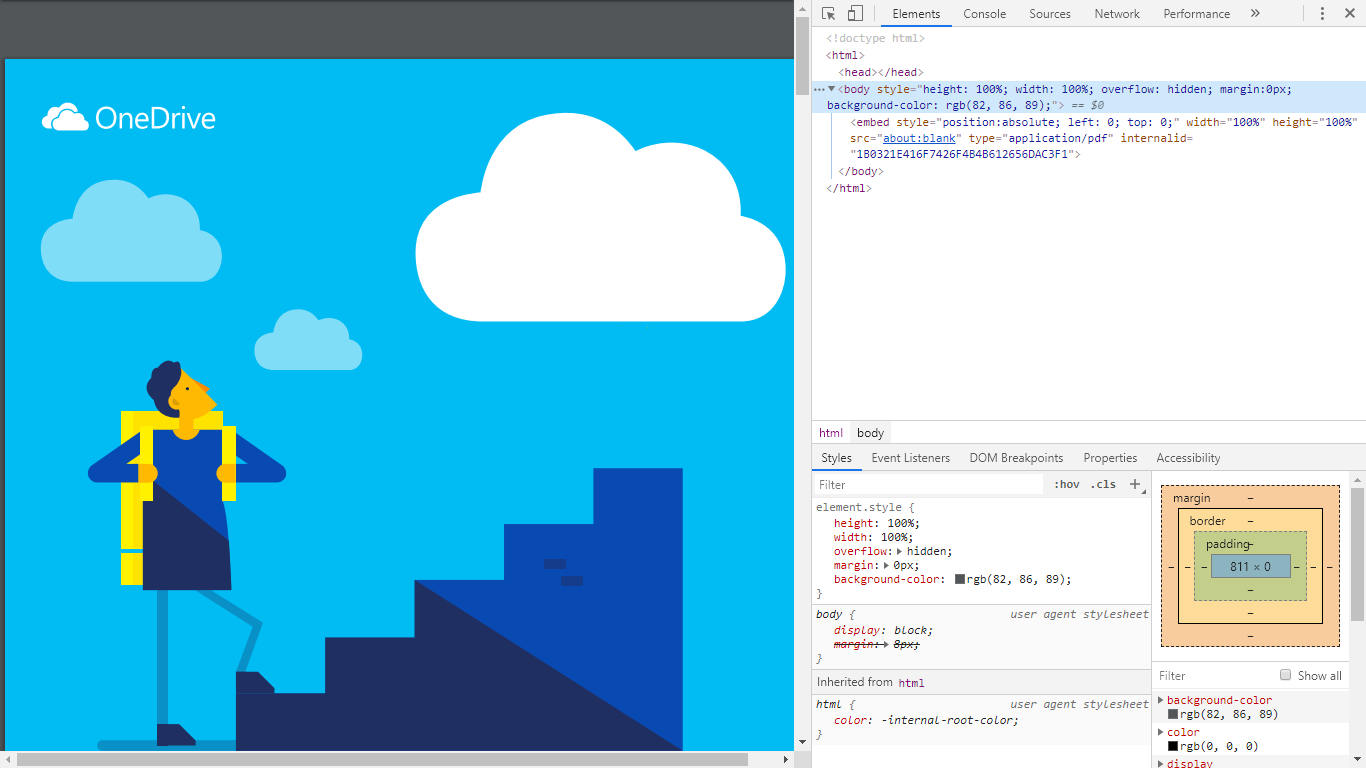 OneDrive
Elements Console Sources Network Performance »
<!doctype html>
<html>
<head></head>
<body style="height: 100%; width: 100%; overflow: hidden; margin:0px;
background-color: rgb(82, 86, 89);"> == $0
<embed style="position:absolute; left: 0; top: 0;" width="100%" height="100%"
src="about:blank" type="application/pdf" internalid=
"1B0321E416F7426F4B4B612656DAC3F1">
</body>
</html>
html body
Styles Event Listeners DOM Breakpoints Properties Accessibility
Filter :hov .cls +
element.style {
height: 100%;
width: 100%;
overflow: hidden;
margin: 0px;
background-color: rgb(82, 86, 89);
}
body { user agent stylesheet
display: block;
margin: 8px;
}
Inherited from html
html { user agent stylesheet
color: -internal-root-color;
}
margin –
border –
padding –
– – – 811 × 0 – – –
–
–
–
Filter Show all
background-color
rgb(82, 86, 89)
color
rgb(0, 0, 0)
display